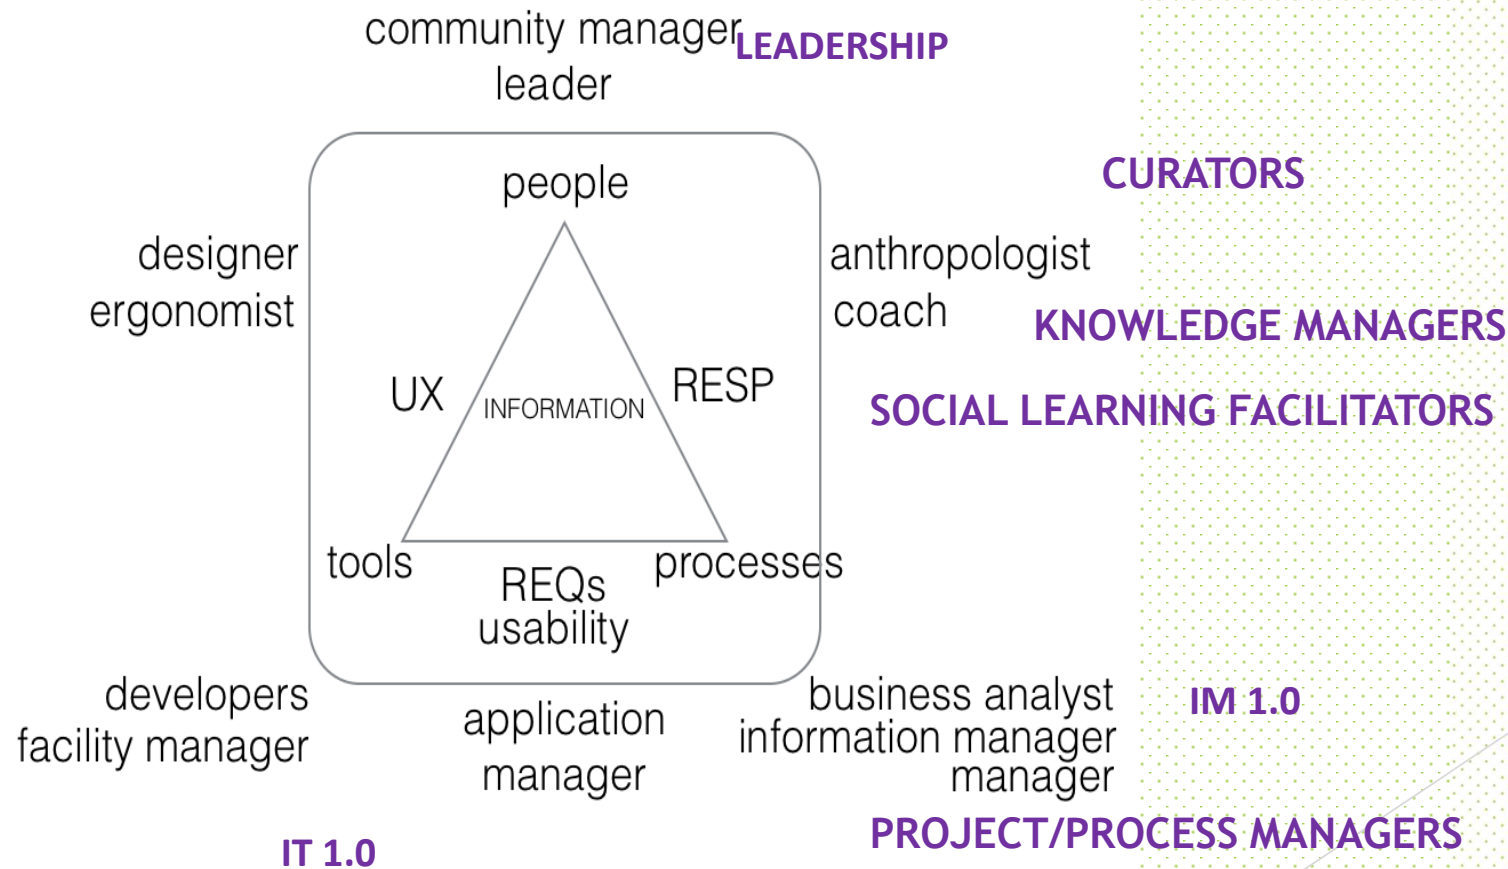 community manager
LEADERSHIP
leader
people
CURATORS
designer
ergonomist
anthropologist
coach
KNOWLEDGE MANAGERS
UX
INFORMATION
RESP
SOCIAL LEARNING FACILITATORS
tools
REQs
usability
processes
developers
facility manager
application
manager
business analyst
information manager
manager
IM 1.0
PROJECT/PROCESS MANAGERS
IT 1.0